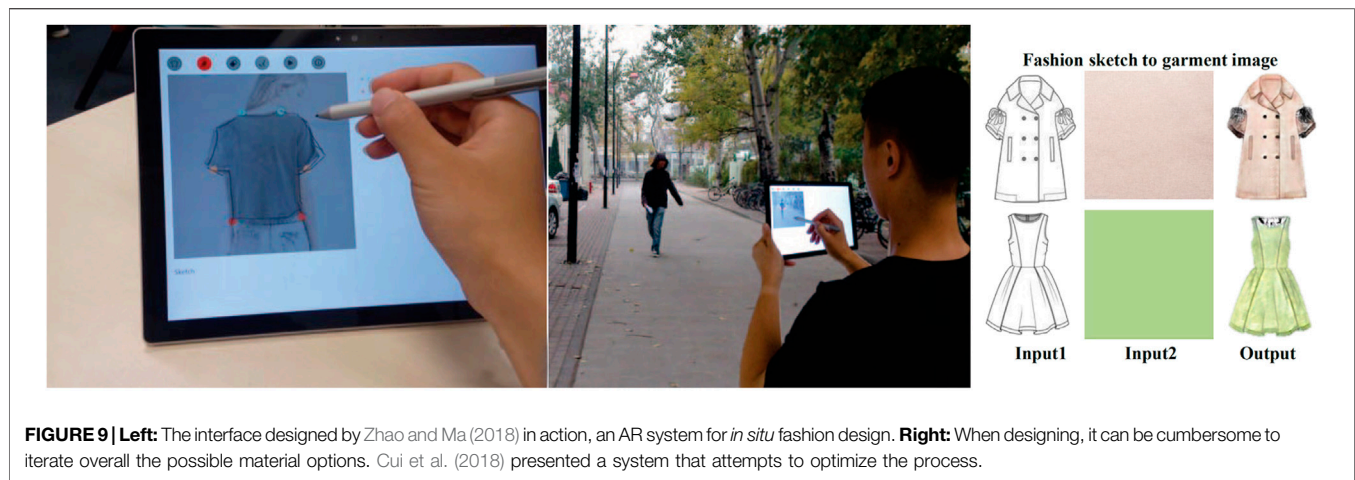 Sketch
Fashion sketch to garment image
Input1 Input2 Output
FIGURE 9 | Left: The interface designed by Zhao and Ma (2018) in action, an AR system for in situ fashion design. Right: When designing, it can be cumbersome to
iterate overall the possible material options. Cui et al. (2018) presented a system that attempts to optimize the process.